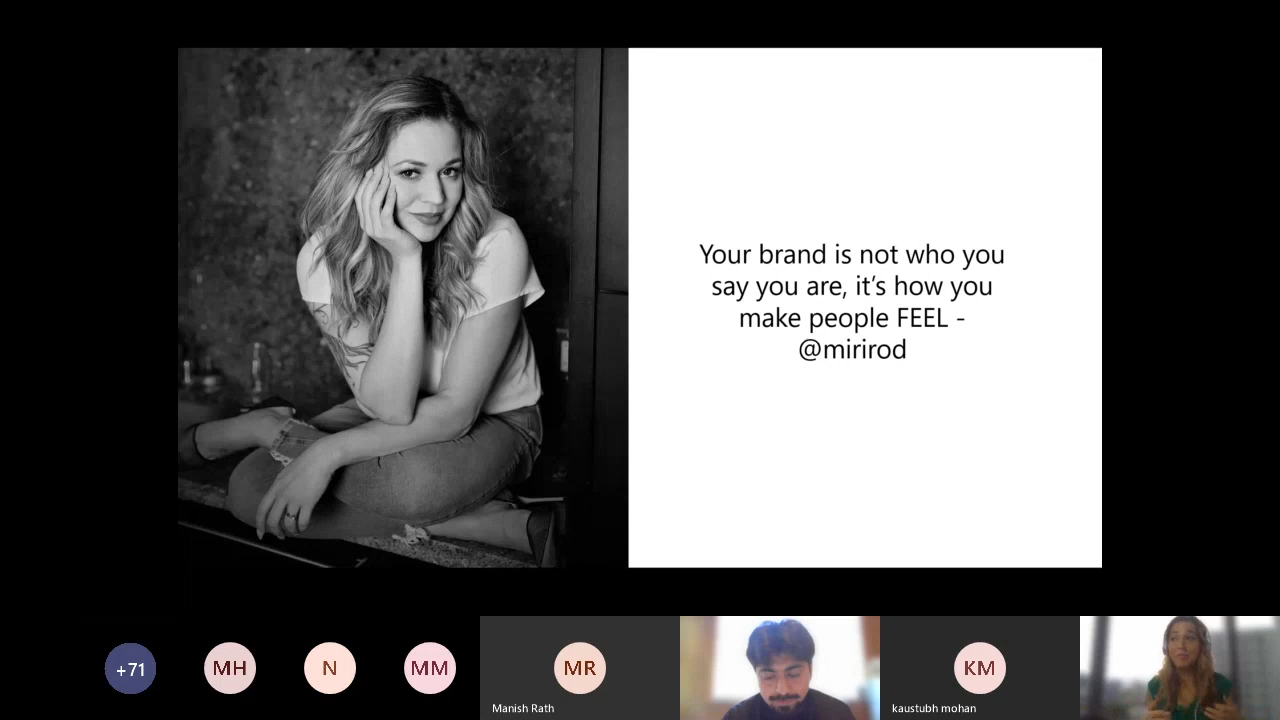 Your brand is not who you
say you are, it's how you
make people FEEL -
@mirirod
+71
MH
N
MM
MR
Manish Rath
KM
kaustubh mohan